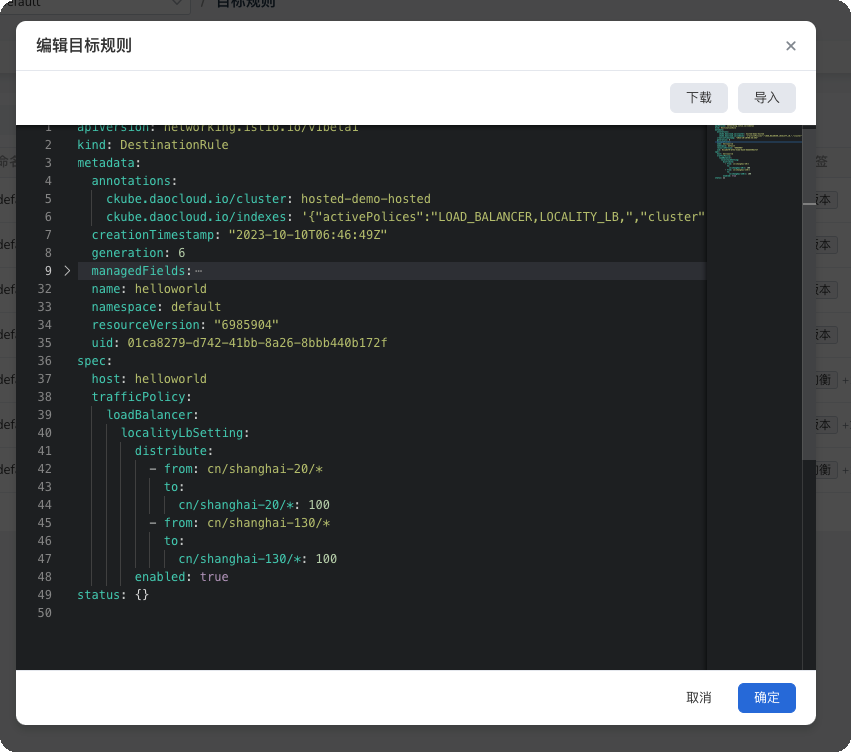 目标规则
编辑目标规则
下载
导入
1 apiVersion: networking.istio.io/v1beta1
2 kind: DestinationRule
3 metadata:
4 annotations:
5 ckube.daocloud.io/cluster: hosted-demo-hosted
6 ckube.daocloud.io/indexes: '{"activePolices":"LOAD_BALANCER,LOCALITY_LB,","cluster"
7 creationTimestamp: "2023-10-10T06:46:49Z"
8 generation: 6
9 managedFields: ⋯
32 name: helloworld
33 namespace: default
34 resourceVersion: "6985904"
35 uid: 01ca8279-d742-41bb-8a26-8bbb440b172f
36 spec:
37 host: helloworld
38 trafficPolicy:
39 loadBalancer:
40 localityLbSetting:
41 distribute:
42 - from: cn/shanghai-20/*
43 to:
44 cn/shanghai-20/*: 100
45 - from: cn/shanghai-130/*
46 to:
47 cn/shanghai-130/*: 100
48 enabled: true
49 status: {}
50
取消
确定